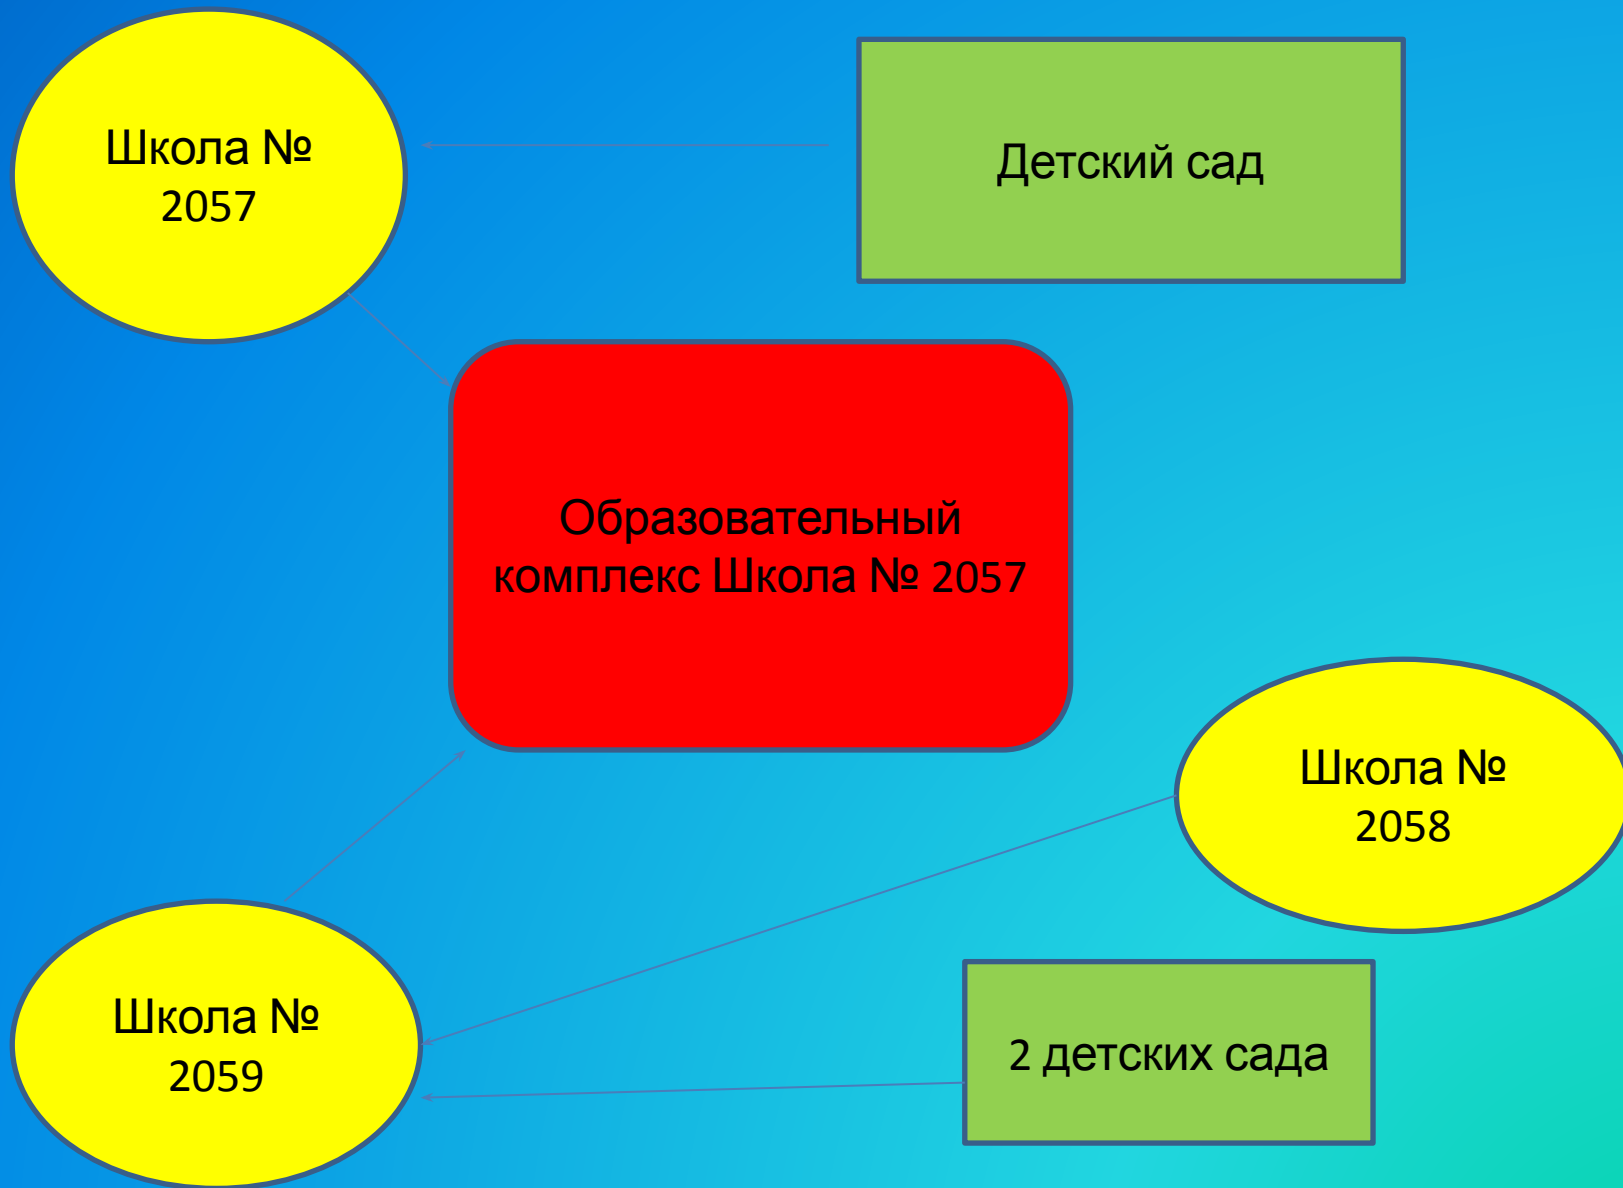 Школа №
2057
Детский сад
Образовательный
комплекс Школа № 2057
Школа №
2058
Школа №
2059
2 детских сада